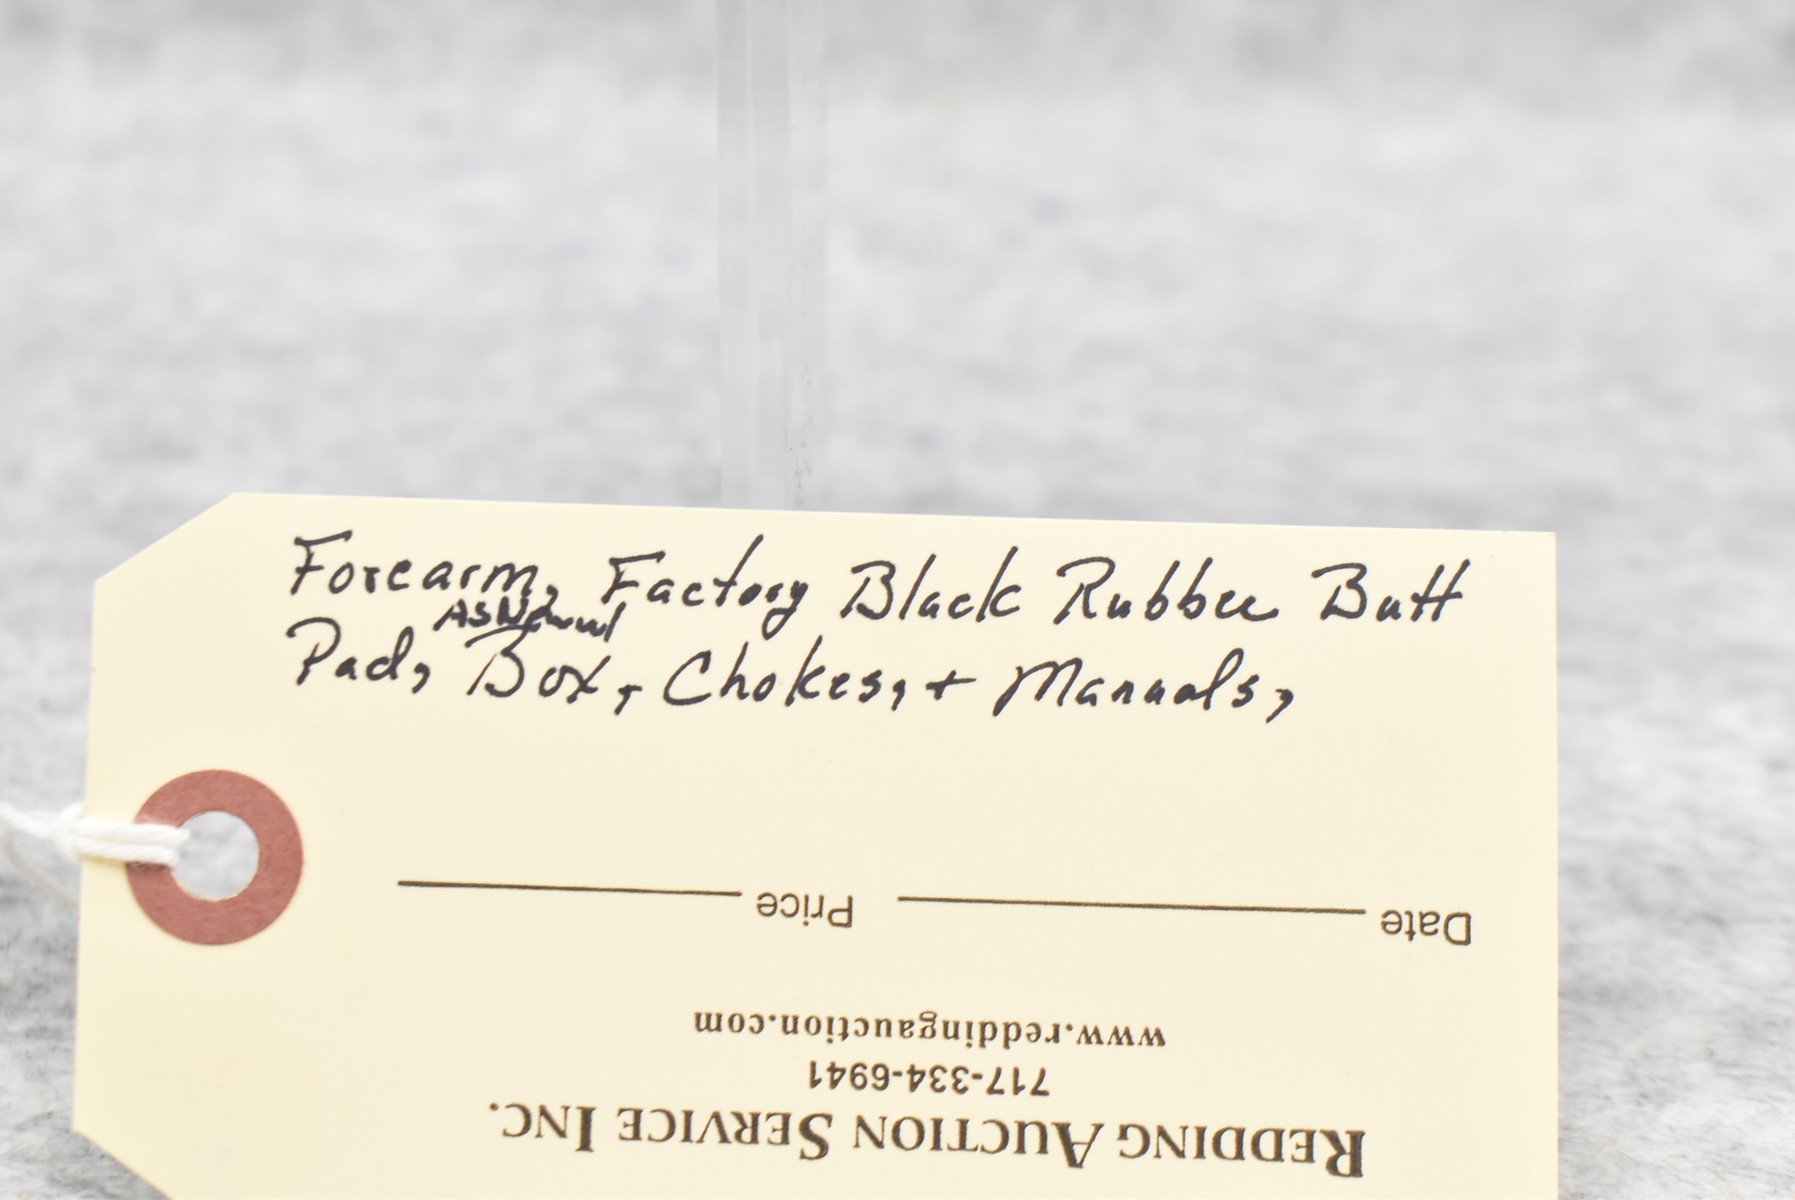 Forearm, Factory Black Rubber Butt
Pad, Box, Chokes, + Manuals,
REDDING AUCTION SERVICE INC.
717-334-6941
www.reddingauction.com
Date
Price